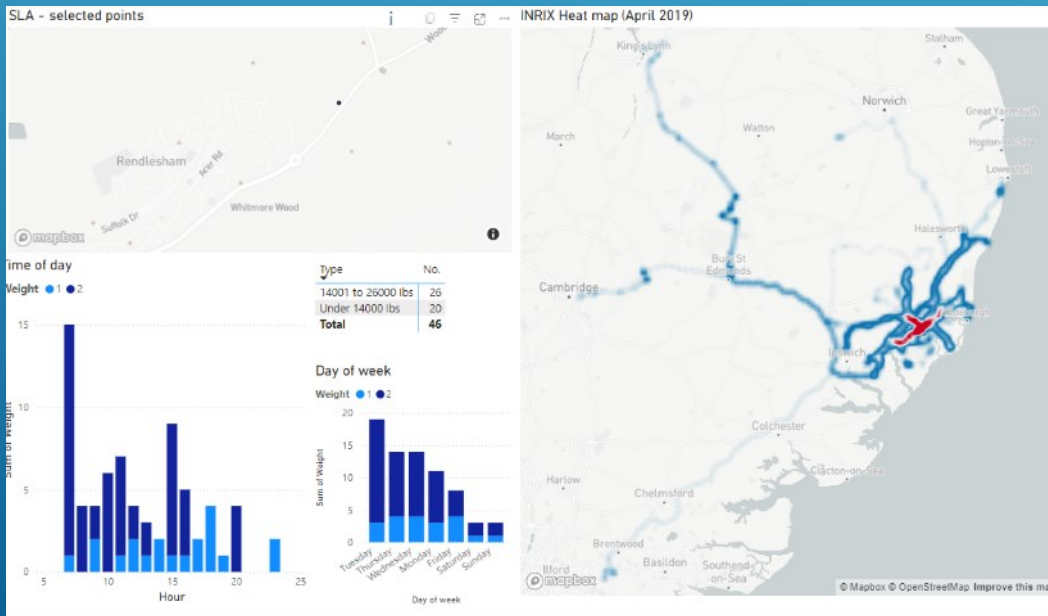 SLA - selected points
Rendlesham
Acer Rd
Suffolk Dr
Whitmore Wood
mapbox
Time of day
Weight 1 2
Sum of Weight
15
10
5
0
5 10 15 20 25
Hour
Type No.
14001 to 26000 lbs 26
Under 14000 lbs 20
Total 46
Day of week
Weight 1 2
Sum of Weight
20
15
10
5
0
Tuesday
Thursday
Wednesday
Monday
Friday
Saturday
Sunday
Day of week
INRIX Heat map (April 2019)
King's Lynn
Stalham
Norwich
Great Yarmouth
March
Watton
Hopton-on-Sea
Lowestoft
Halesworth
Bury St
Edmunds
Cambridge
Ipswich
Colchester
Clacton-on-Sea
Harlow
Chelmsford
Brentwood
Ilford
Basildon
Southend
-on-Sea
mapbox
© Mapbox © OpenStreetMap Improve this ma